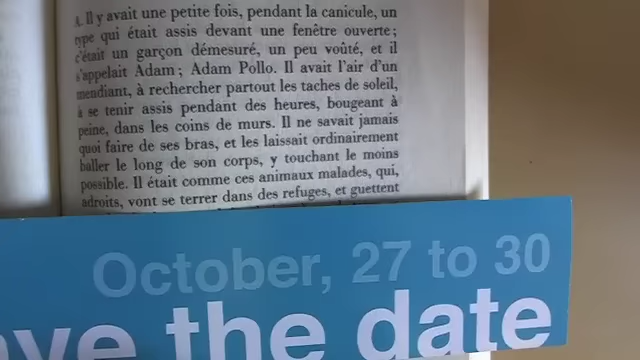 A. Il y avait une petite fois, pendant la canicule, un
type qui était assis devant une fenêtre ouverte ;
c'était un garçon démesuré, un peu voûté, et il
s'appelait Adam ; Adam Pollo. Il avait l'air d'un
mendiant, à rechercher partout les taches de soleil,
à se tenir assis pendant des heures, bougeant à
peine, dans les coins de murs. Il ne savait jamais
quoi faire de ses bras, et les laissait ordinairement
baller le long de son corps, y touchant le moins
possible. Il était comme ces animaux malades, qui,
adroits, vont se terrer dans des refuges, et guettent
October, 27 to 30
ve the date